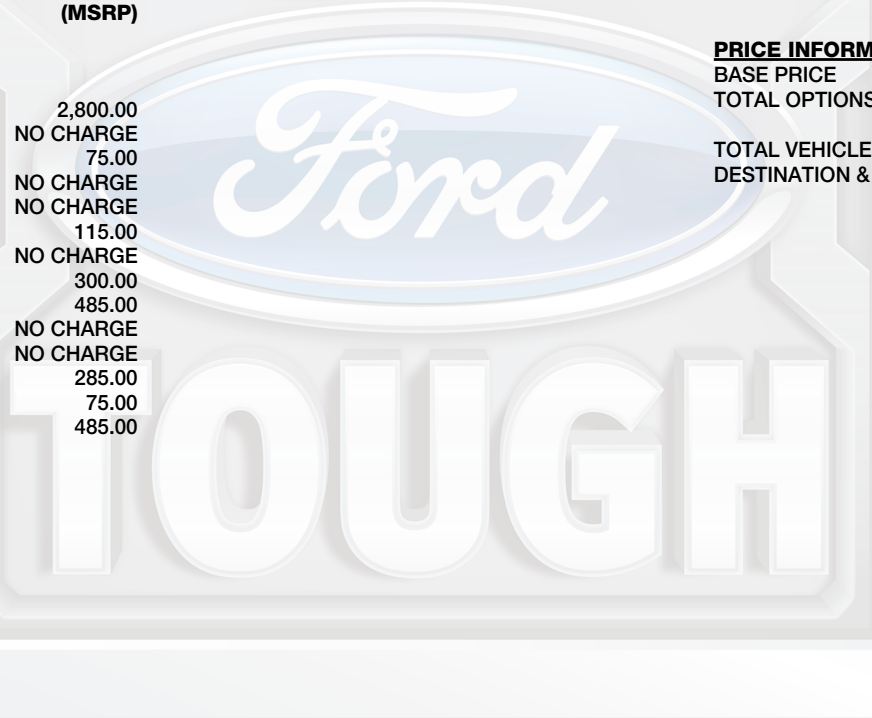 (MSRP)
2,800.00
NO CHARGE
75.00
NO CHARGE
NO CHARGE
115.00
NO CHARGE
300.00
485.00
NO CHARGE
NO CHARGE
285.00
75.00
485.00
PRICE INFORM
BASE PRICE
TOTAL OPTIONS
TOTAL VEHICLE
DESTINATION &
Ford
TOUGH